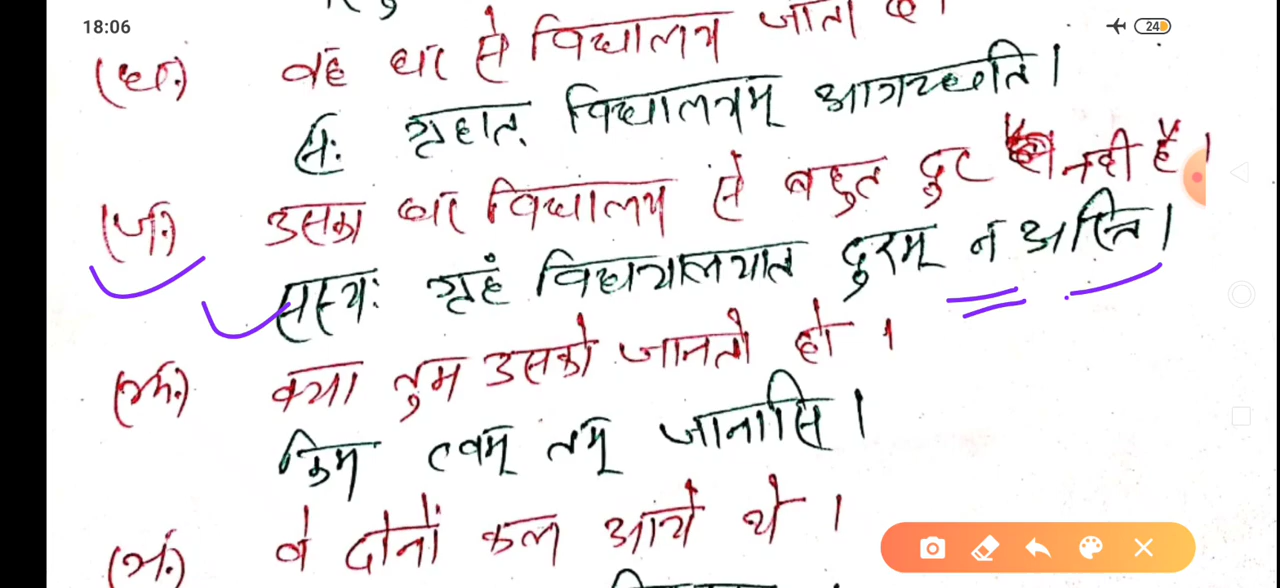 18:06
24
(घ.) वह घर से विद्यालय जाता है।
सः गृहात् विद्यालयम् आगच्छति।
(ज.) उसका घर विद्यालय से बहुत दुर नही है।
सस्यः गृहं विद्यायालयात दुरम् न अस्ति।
(झ.) क्या तुम उसको जानतो हो ।
किम त्वम् तम् जानासि ।
वे दोनों कल आये थे ।